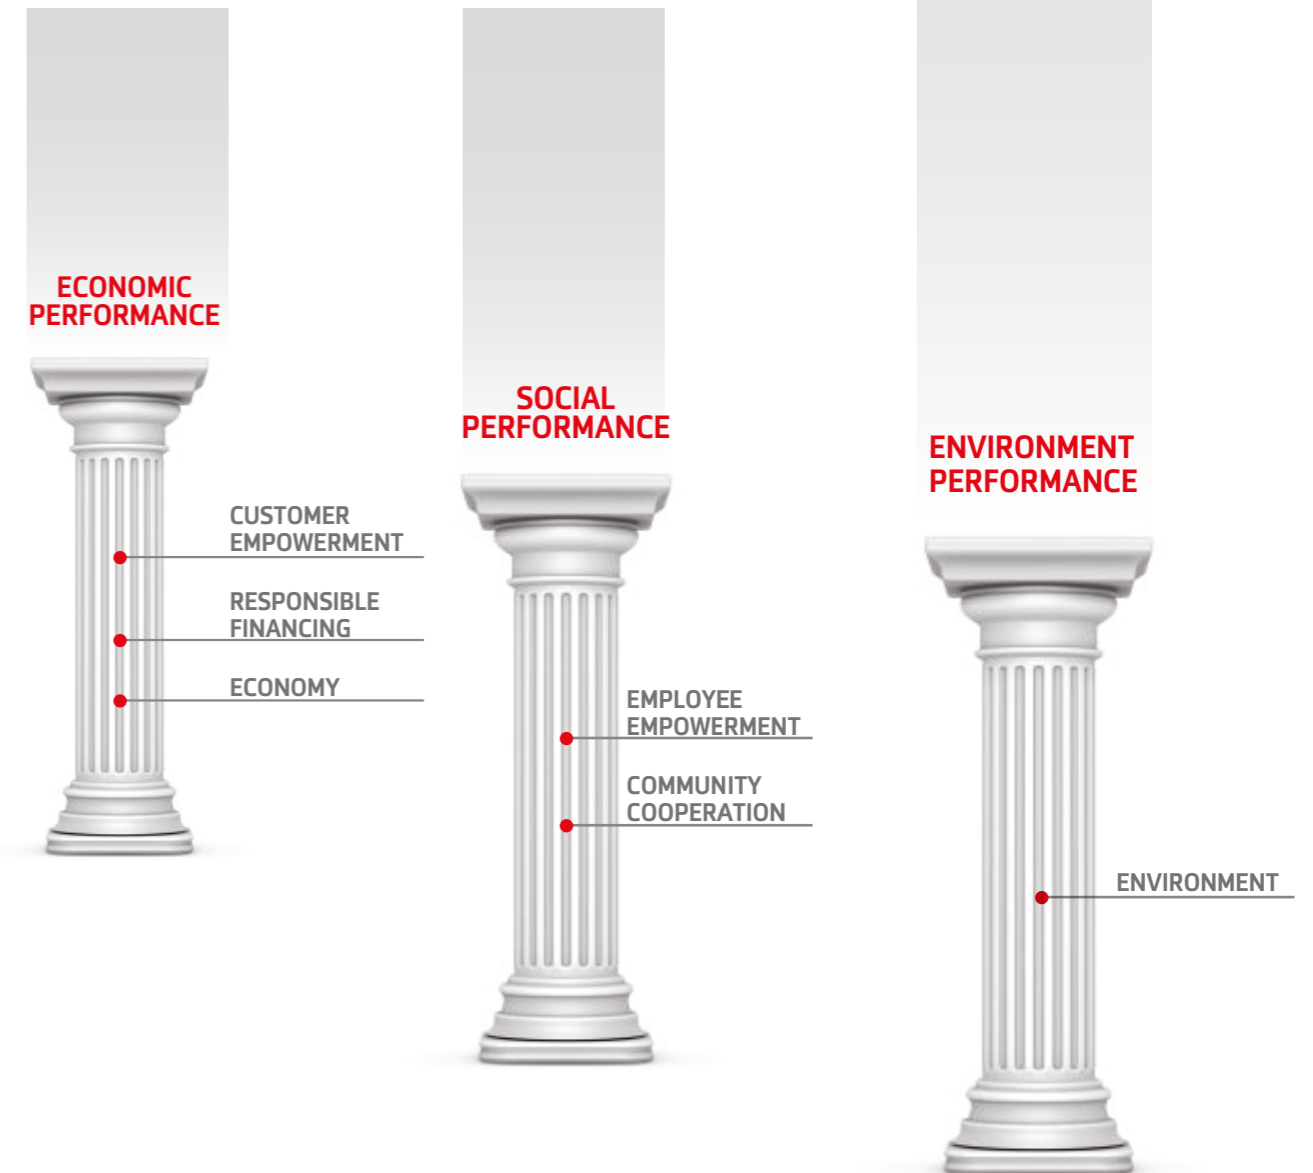 ECONOMIC
PERFORMANCE
CUSTOMER
EMPOWERMENT
RESPONSIBLE
FINANCING
ECONOMY
SOCIAL
PERFORMANCE
EMPLOYEE
EMPOWERMENT
COMMUNITY
COOPERATION
ENVIRONMENT
PERFORMANCE
ENVIRONMENT